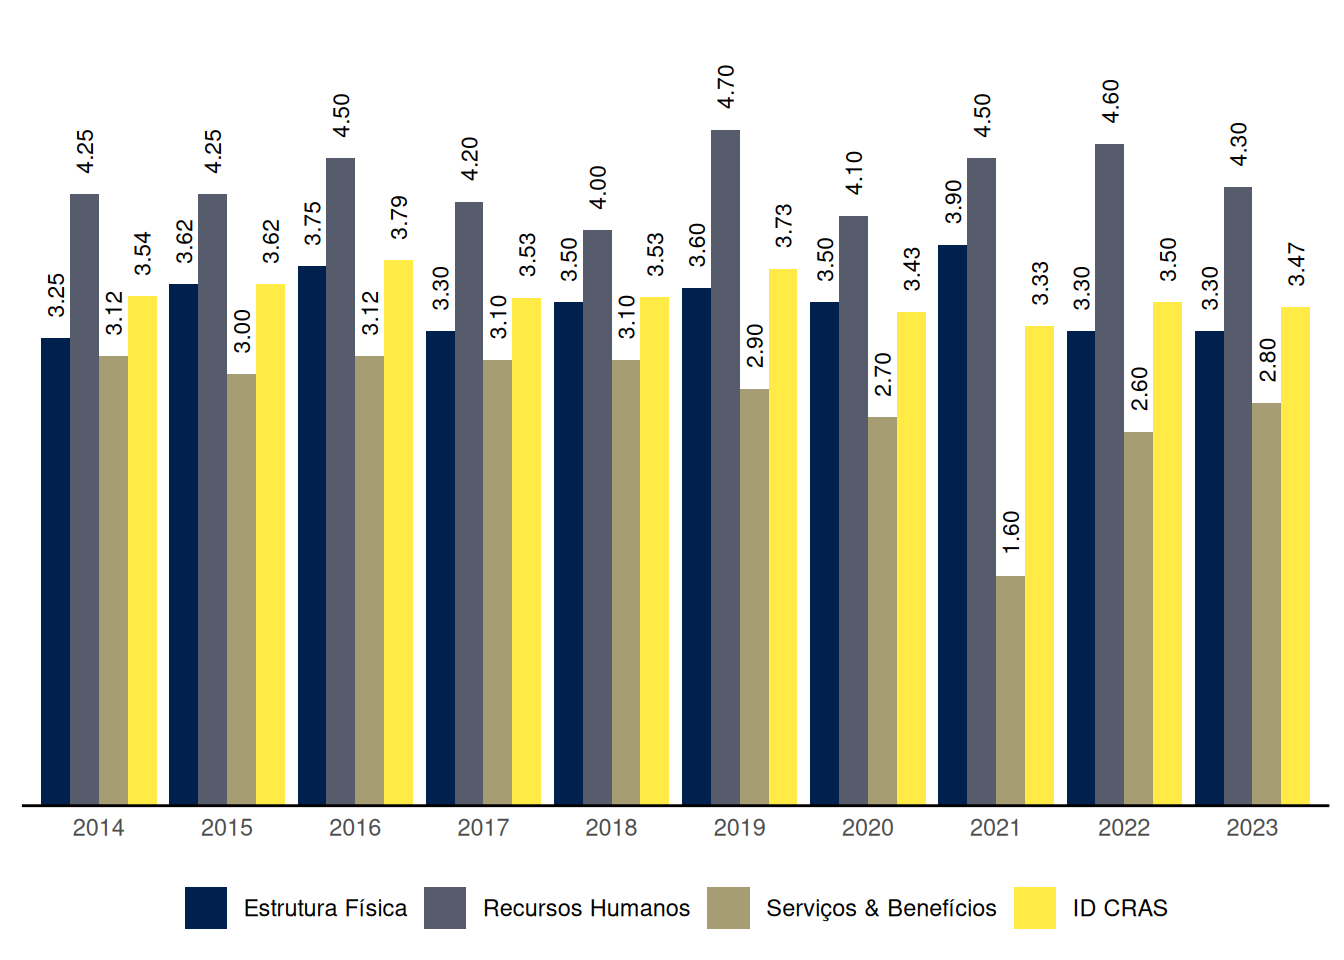 3.25 4.25 3.12 3.54
3.62 4.25 3.00 3.62
3.75 4.50 3.12 3.79
3.30 4.20 3.10 3.53
3.50 4.00 3.10 3.53
3.60 4.70 2.90 3.73
3.50 4.10 2.70 3.43
3.90 4.50 1.60 3.33
3.30 4.60 2.60 3.50
3.30 4.30 2.80 3.47
2014 2015 2016 2017 2018 2019 2020 2021 2022 2023
Estrutura Física Recursos Humanos Serviços & Benefícios ID CRAS